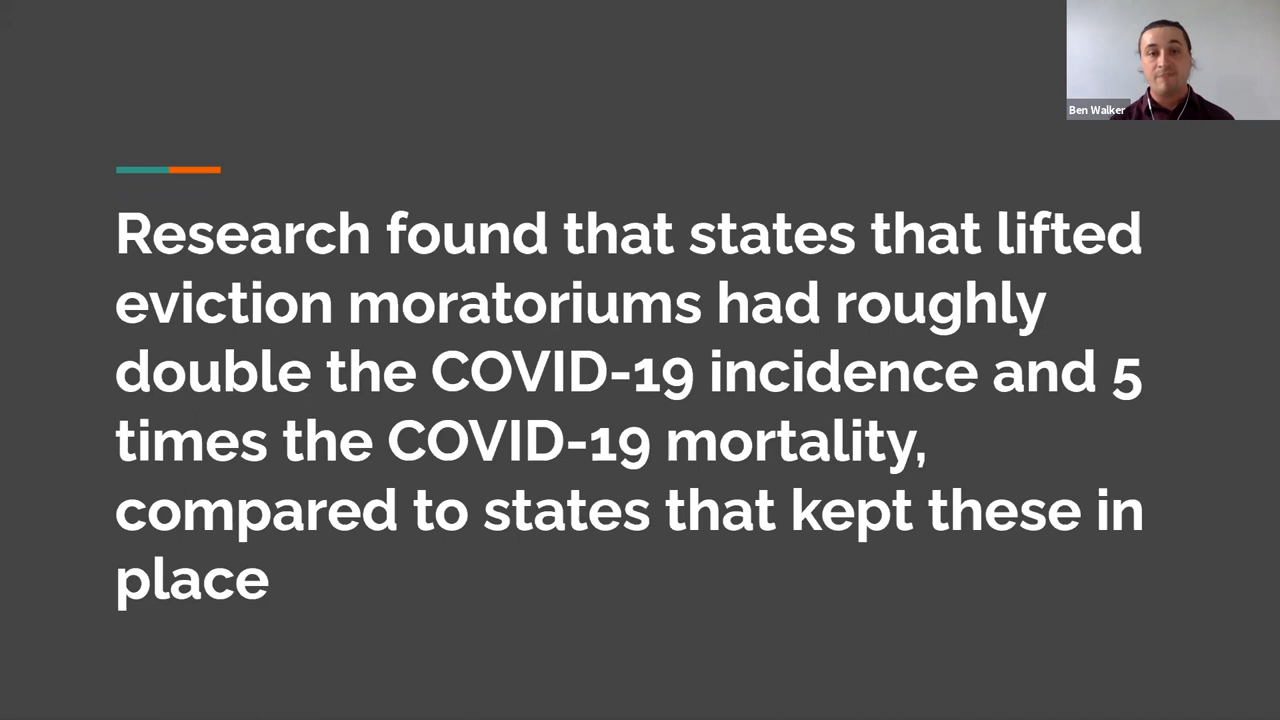 Ben Walker
Research found that states that lifted
eviction moratoriums had roughly
double the COVID-19 incidence and 5
times the COVID-19 mortality,
compared to states that kept these in
place